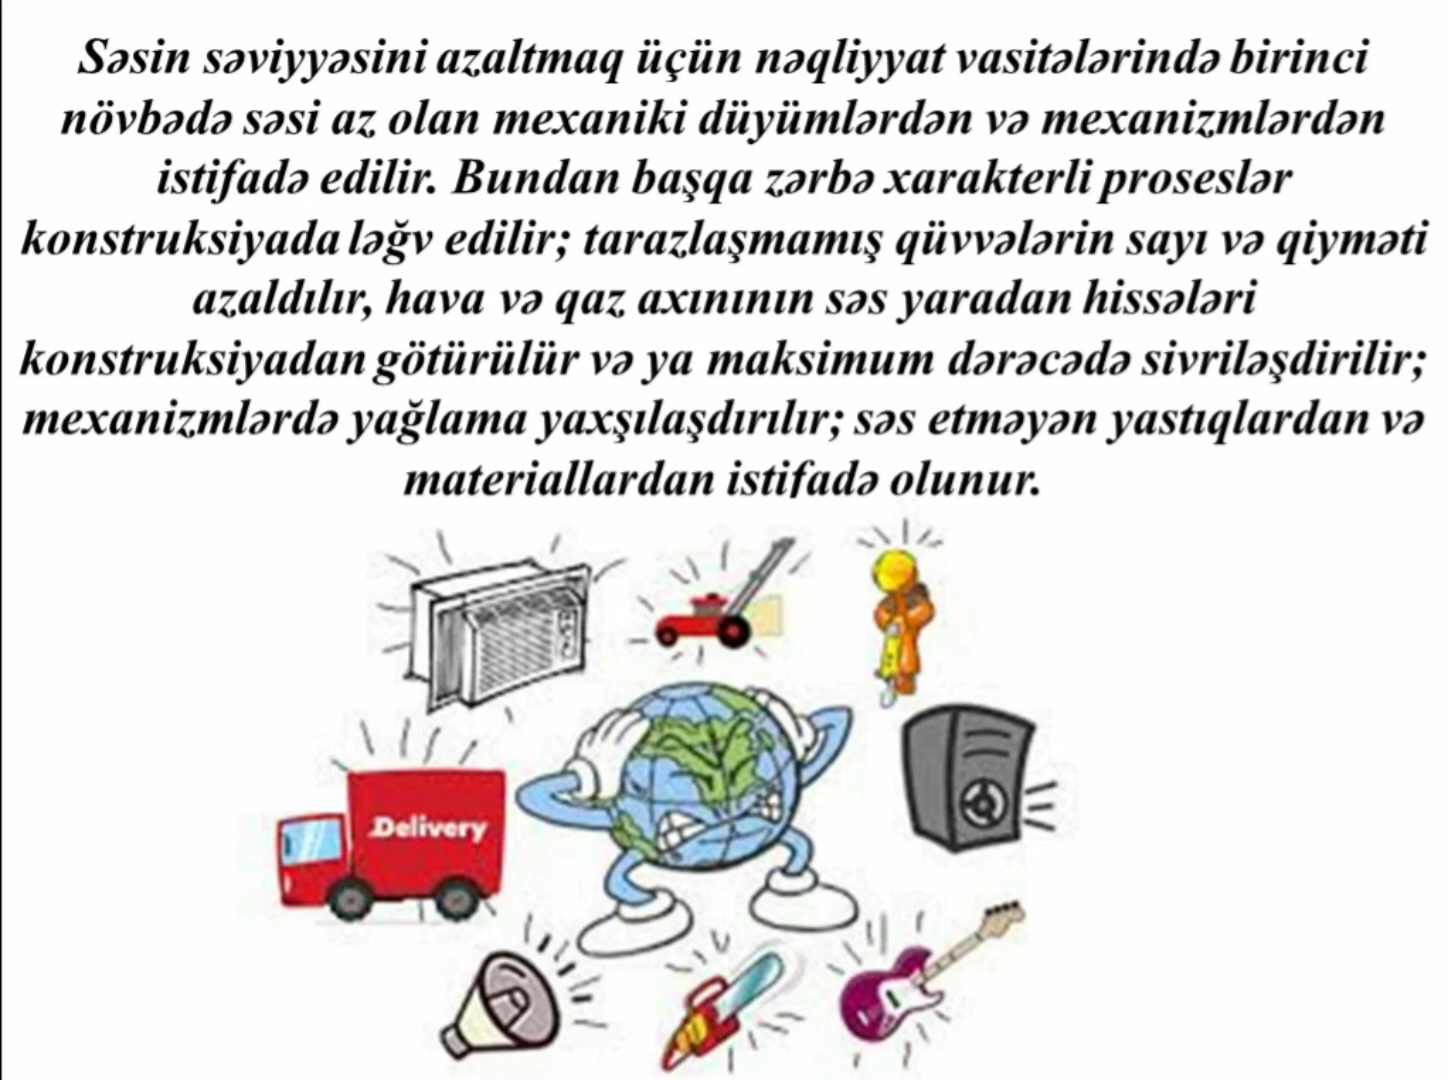 Səsin səviyyəsini azaltmaq üçün nəqliyyat vasitələrində birinci
növbədə səsi az olan mexaniki düyümlərdən və mexanizmlərdən
istifadə edilir. Bundan başqa zərbə xarakterli proseslər
konstruksiyada ləğv edilir; tarazlaşmamış qüvvələrin sayı və qiyməti
azaldılır, hava və qaz axınının səs yaradan hissələri
konstruksiyadan götürülür və ya maksimum dərəcədə sivriləşdirilir;
mexanizmlərdə yağlama yaxşılaşdırılır; səs etməyən yastıqlardan və
materiallardan istifadə olunur.
Delivery